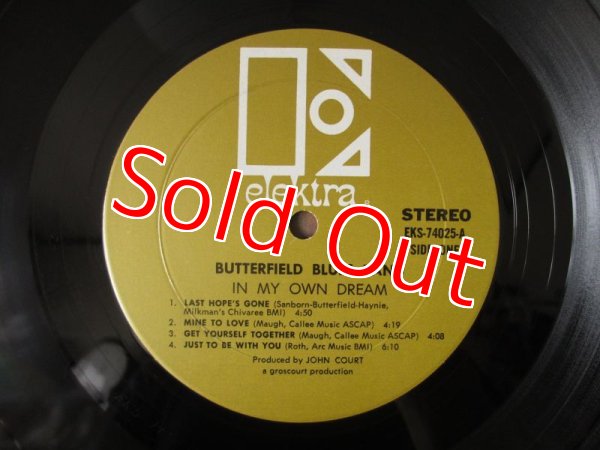 elektra®
Sold Out
STEREO
EKS-74025-A
BUTTERFIELD
IN MY OWN DREAM
1. LAST HOPE'S GONE (Sanborn-Butterfield-Haynie,
Milkman's Chivaree BMI) 4:50
2. MINE TO LOVE (Maugh, Callee Music ASCAP) 4:19
3. GET YOURSELF TOGETHER (Maugh, Callee Music ASCAP) 4:08
4. JUST TO BE WITH YOU (Roth, Arc Music BMI) 6:10
Produced by JOHN COURT
a groscourt production